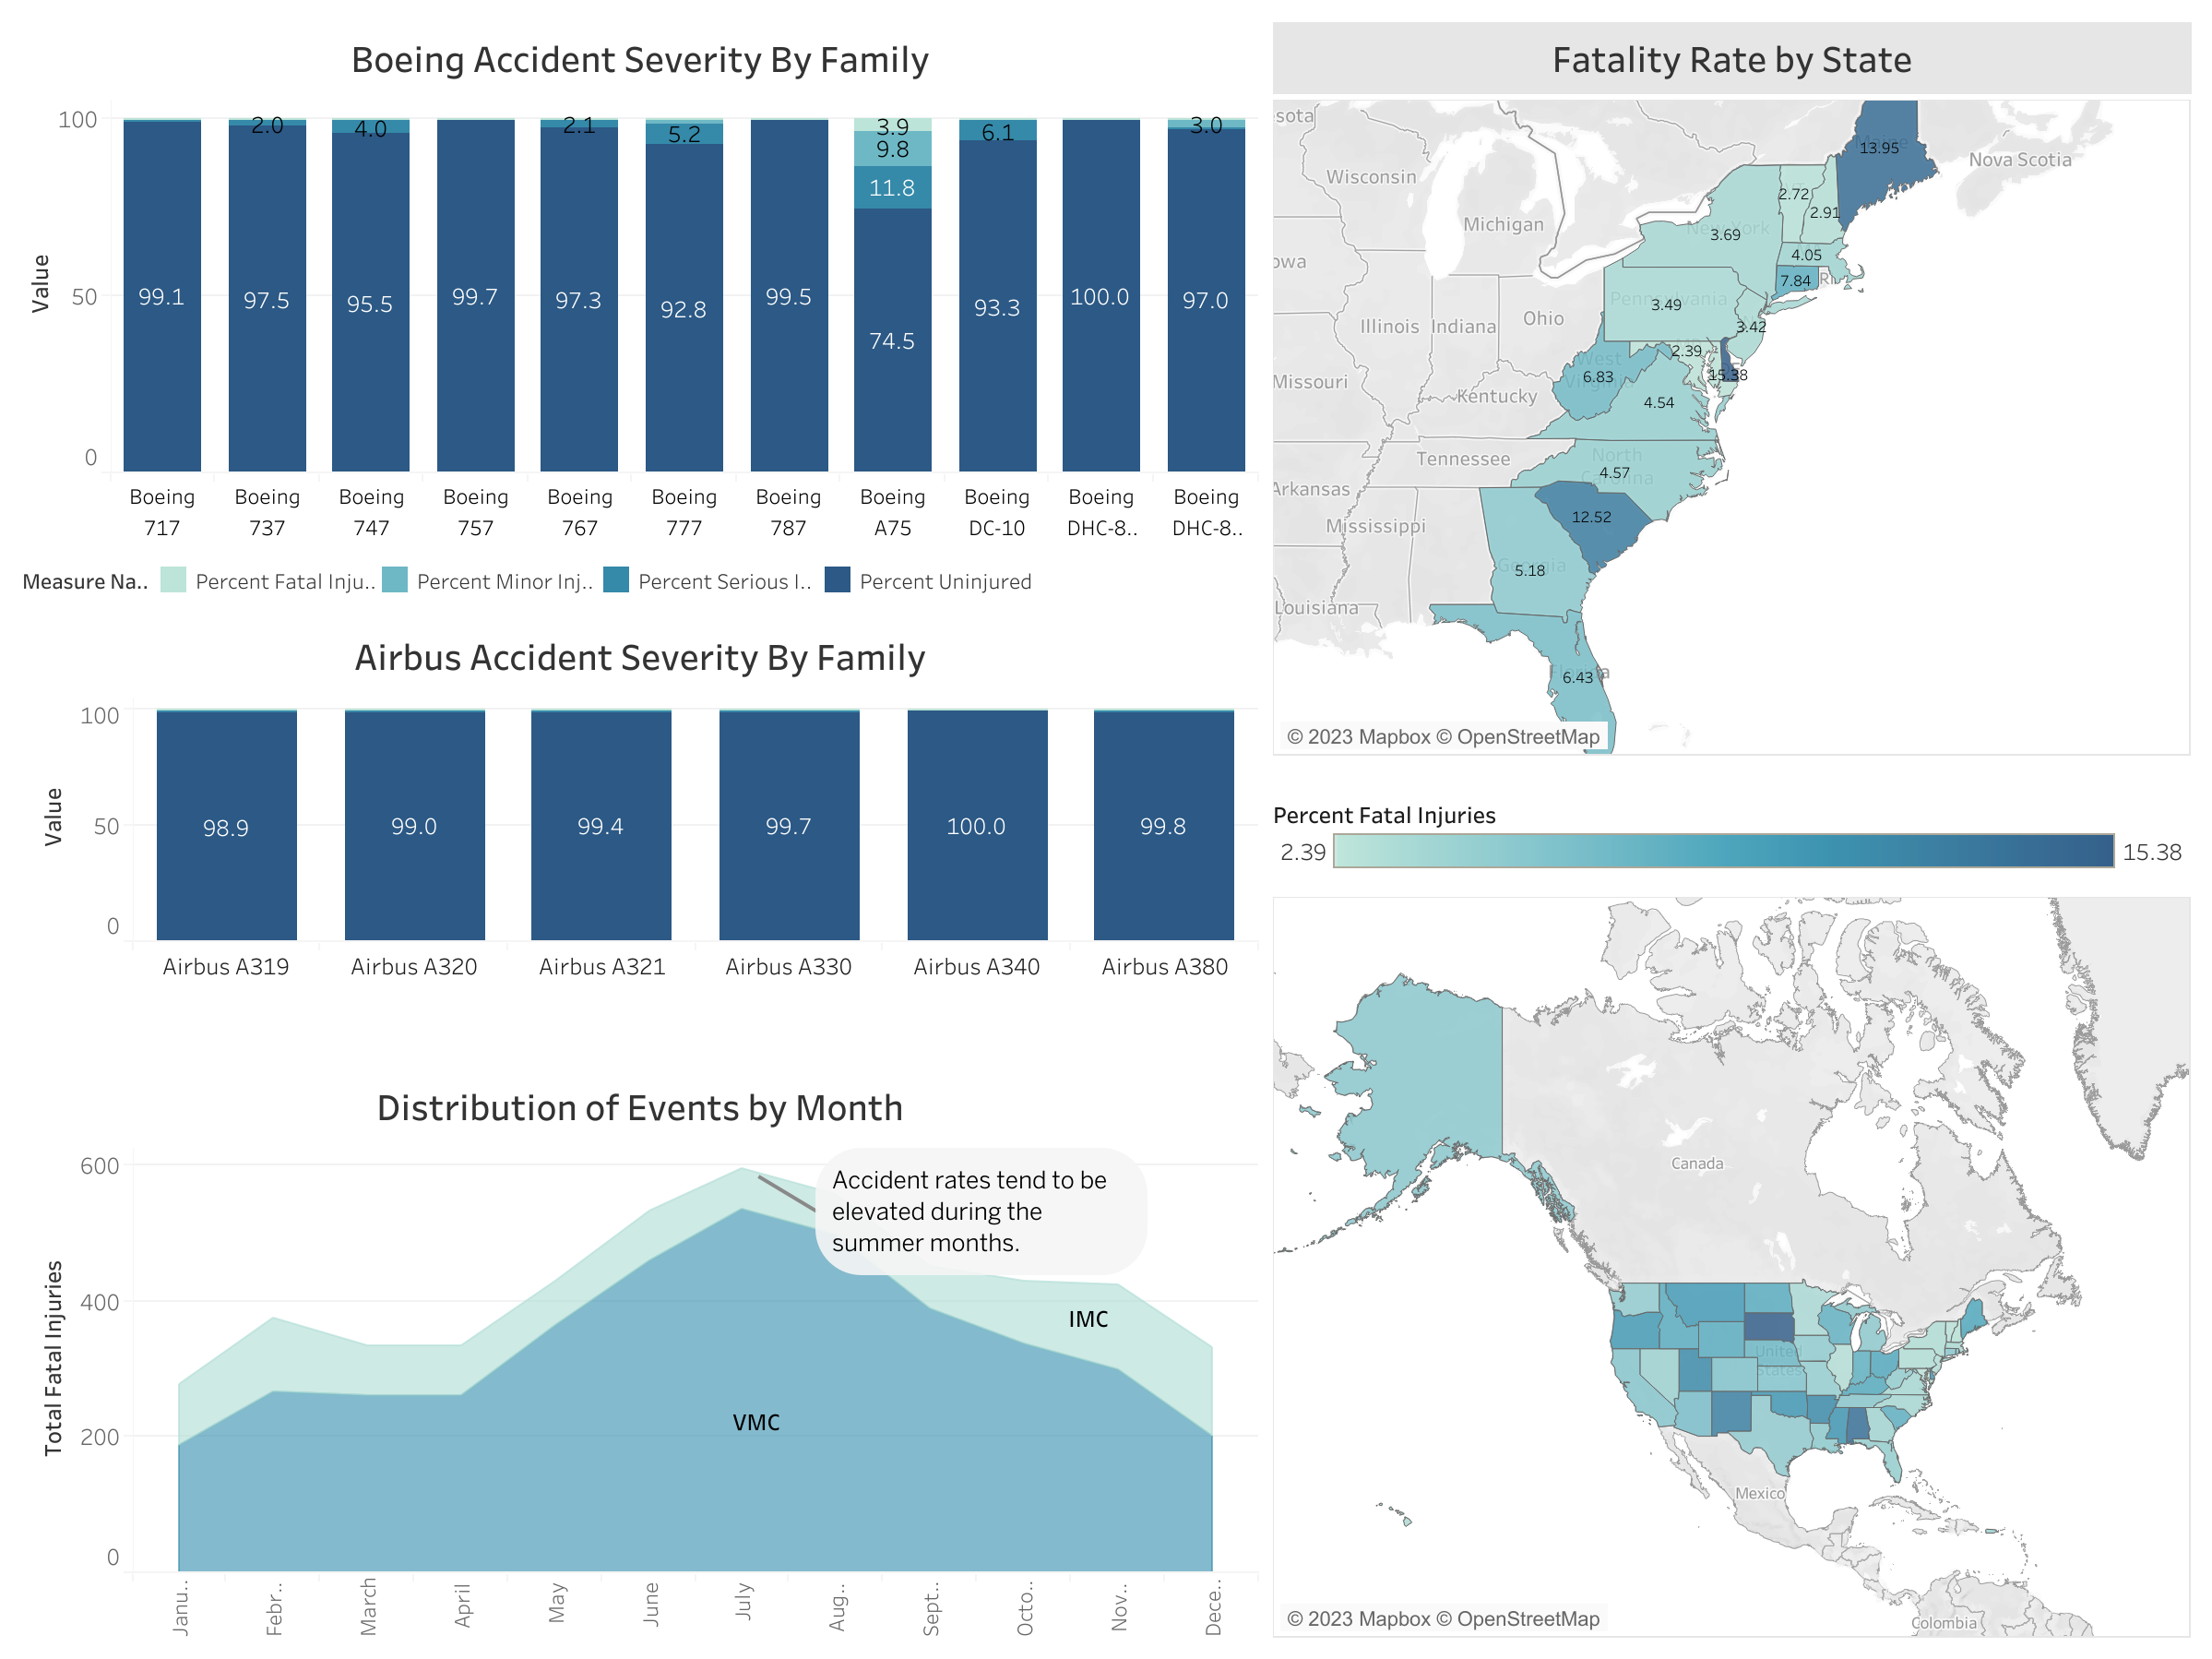 Boeing Accident Severity By Family
Value
100
50
0
2.0
4.0
2.1
5.2
3.9
9.8
11.8
6.1
3.0
99.1
97.5
95.5
99.7
97.3
92.8
99.5
74.5
93.3
100.0
97.0
Boeing
717
Boeing
737
Boeing
747
Boeing
757
Boeing
767
Boeing
777
Boeing
787
Boeing
A75
Boeing
DC-10
Boeing
DHC-8..
Boeing
DHC-8..
Measure Na..
Percent Fatal Inju..
Percent Minor Inj..
Percent Serious I..
Percent Uninjured
Airbus Accident Severity By Family
Value
100
50
0
98.9
99.0
99.4
99.7
100.0
99.8
Airbus A319
Airbus A320
Airbus A321
Airbus A330
Airbus A340
Airbus A380
Distribution of Events by Month
Total Fatal Injuries
600
400
200
0
Accident rates tend to be
elevated during the
summer months.
IMC
VMC
Janu..
Febr..
March
April
May
June
July
Aug..
Sept..
Octo..
Nov..
Dece..
Fatality Rate by State
sota
Wisconsin
Michigan
owa
Illinois
Indiana
Ohio
Missouri
Kentucky
Tennessee
Arkansas
Mississippi
Louisiana
Nova Scotia
Maine
13.95
2.72
2.91
New York
3.69
4.05
7.84
RI
Pennsylvania
3.49
3.42
2.39
15.38
West
Virginia
6.83
4.54
North
Carolina
4.57
12.52
Georgia
5.18
Florida
6.43
© 2023 Mapbox © OpenStreetMap
Percent Fatal Injuries
2.39
15.38
Canada
United
States
Mexico
Colombia
© 2023 Mapbox © OpenStreetMap